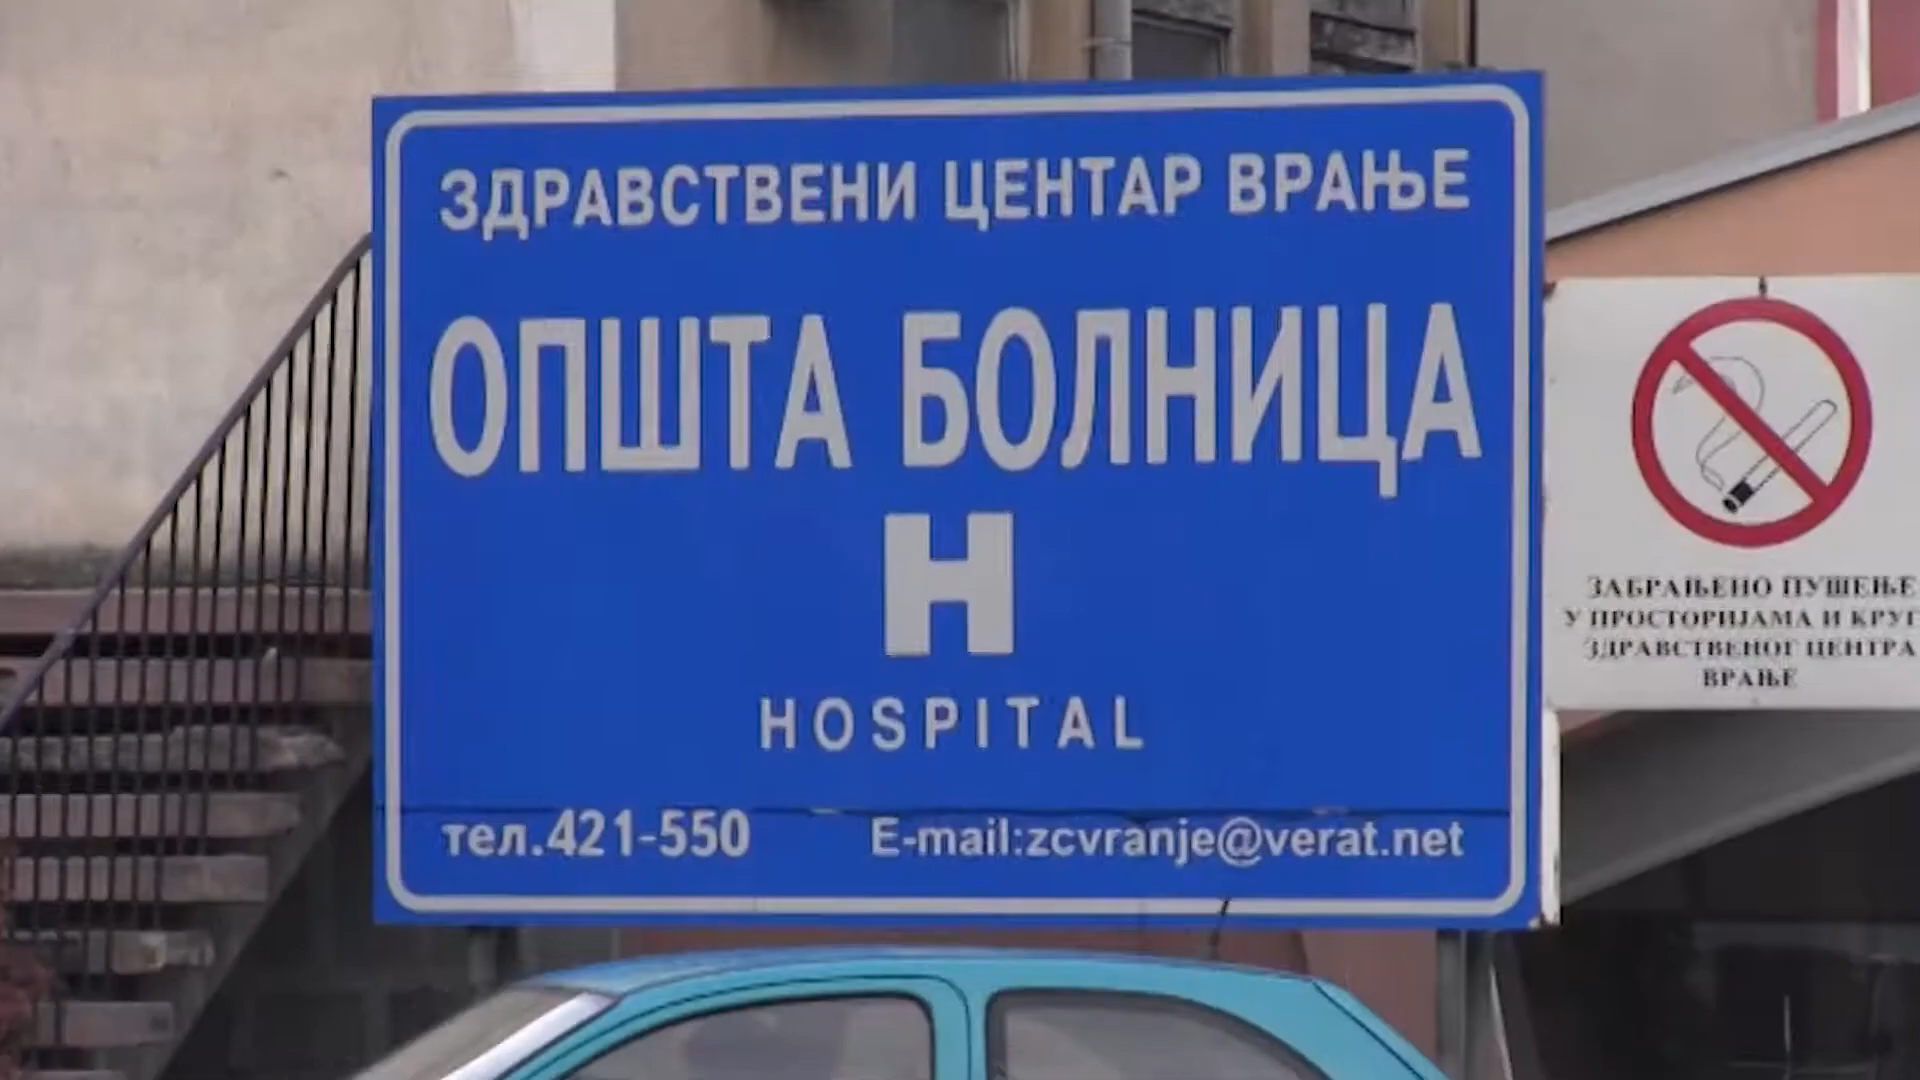 ЗДРАВСТВЕНИ ЦЕНТАР ВРАЊЕ
ОПШТА БОЛНИЦА
H
HOSPITAL
тел.421-550
E-mail:zcvranje@verat.net
ЗАБРАЊЕНО ПУШЕЊЕ
У ПРОСТОРИЈАМА И КРУГ
ЗДРАВСТВЕНОГ ЦЕНТРА
ВРАЊЕ